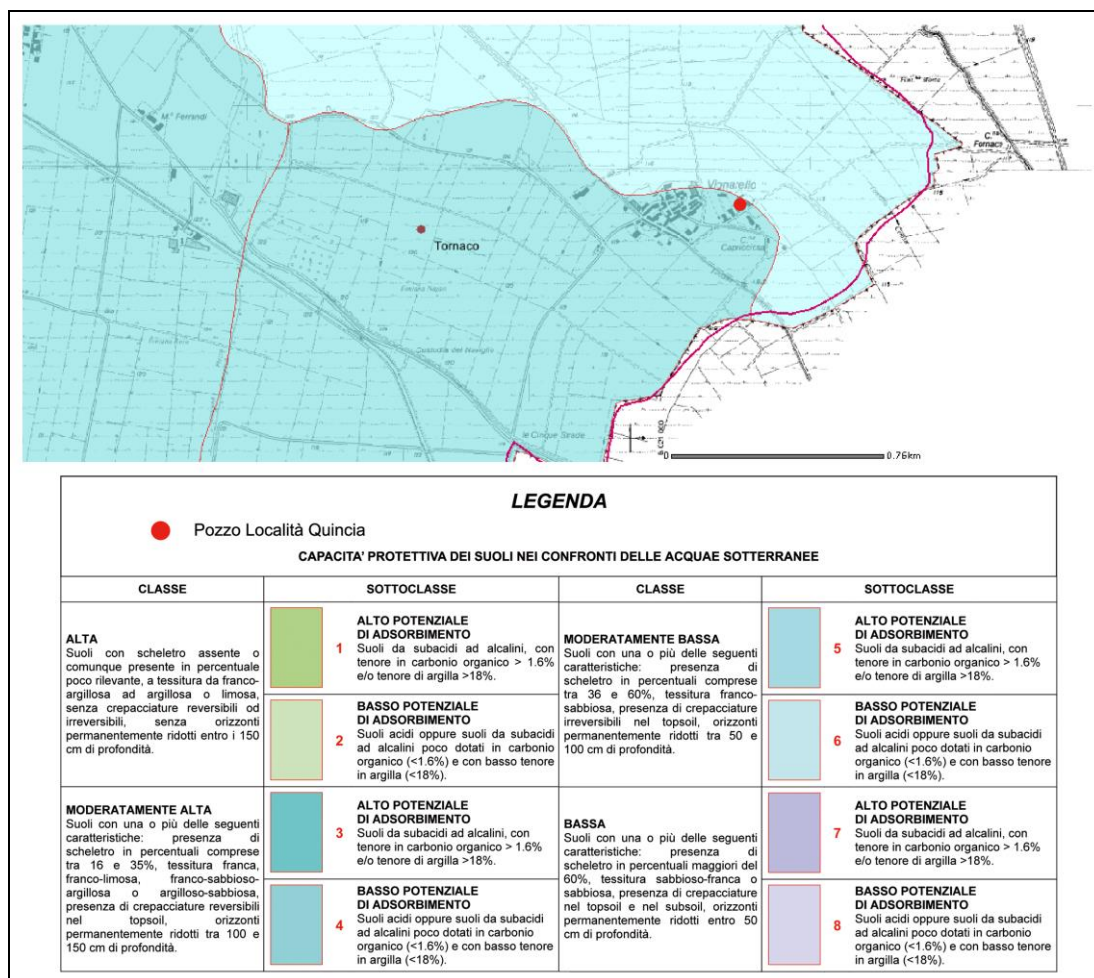 M.ª Ferrandi
C.na
Fornace
Vignarello
Tornaco
le Cinque Strade
0
0.76km
LEGENDA
Pozzo Località Quincia
CAPACITA' PROTETTIVA DEI SUOLI NEI CONFRONTI DELLE ACQUAE SOTTERRANEE
CLASSE
SOTTOCLASSE
CLASSE
SOTTOCLASSE
ALTA
Suoli con scheletro assente o
comunque presente in percentuale
poco rilevante, a tessitura da franco-
argillosa ad argillosa o limosa,
senza crepacciature reversibili od
irreversibili, senza orizzonti
permanentemente ridotti entro i 150
cm di profondità.
1
ALTO POTENZIALE
DI ADSORBIMENTO
Suoli da subacidi ad alcalini, con
tenore in carbonio organico > 1.6%
e/o tenore di argilla >18%.
2
BASSO POTENZIALE
DI ADSORBIMENTO
Suoli acidi oppure suoli da subacidi
ad alcalini poco dotati in carbonio
organico (<1.6%) e con basso tenore
in argilla (<18%).
MODERATAMENTE ALTA
Suoli con una o più delle seguenti
caratteristiche: presenza di
scheletro in percentuali comprese
tra 16 e 35%, tessitura franca,
franco-limosa, franco-sabbioso-
argillosa o argilloso-sabbiosa,
presenza di crepacciature reversibili
nel topsoil, orizzonti
permanentemente ridotti tra 100 e
150 cm di profondità.
3
ALTO POTENZIALE
DI ADSORBIMENTO
Suoli da subacidi ad alcalini, con
tenore in carbonio organico > 1.6%
e/o tenore di argilla >18%.
4
BASSO POTENZIALE
DI ADSORBIMENTO
Suoli acidi oppure suoli da subacidi
ad alcalini poco dotati in carbonio
organico (<1.6%) e con basso tenore
in argilla (<18%).
MODERATAMENTE BASSA
Suoli con una o più delle seguenti
caratteristiche: presenza di
scheletro in percentuali comprese
tra 36 e 60%, tessitura franco-
sabbiosa, presenza di crepacciature
irreversibili nel topsoil, orizzonti
permanentemente ridotti tra 50 e
100 cm di profondità.
5
ALTO POTENZIALE
DI ADSORBIMENTO
Suoli da subacidi ad alcalini, con
tenore in carbonio organico > 1.6%
e/o tenore di argilla >18%.
6
BASSO POTENZIALE
DI ADSORBIMENTO
Suoli acidi oppure suoli da subacidi
ad alcalini poco dotati in carbonio
organico (<1.6%) e con basso tenore
in argilla (<18%).
BASSA
Suoli con una o più delle seguenti
caratteristiche: presenza di
scheletro in percentuali maggiori del
60%, tessitura sabbioso-franca o
sabbiosa, presenza di crepacciature
nel topsoil e nel subsoil, orizzonti
permanentemente ridotti entro 50
cm di profondità.
7
ALTO POTENZIALE
DI ADSORBIMENTO
Suoli da subacidi ad alcalini, con
tenore in carbonio organico > 1.6%
e/o tenore di argilla >18%.
8
BASSO POTENZIALE
DI ADSORBIMENTO
Suoli acidi oppure suoli da subacidi
ad alcalini poco dotati in carbonio
organico (<1.6%) e con basso tenore
in argilla (<18%).